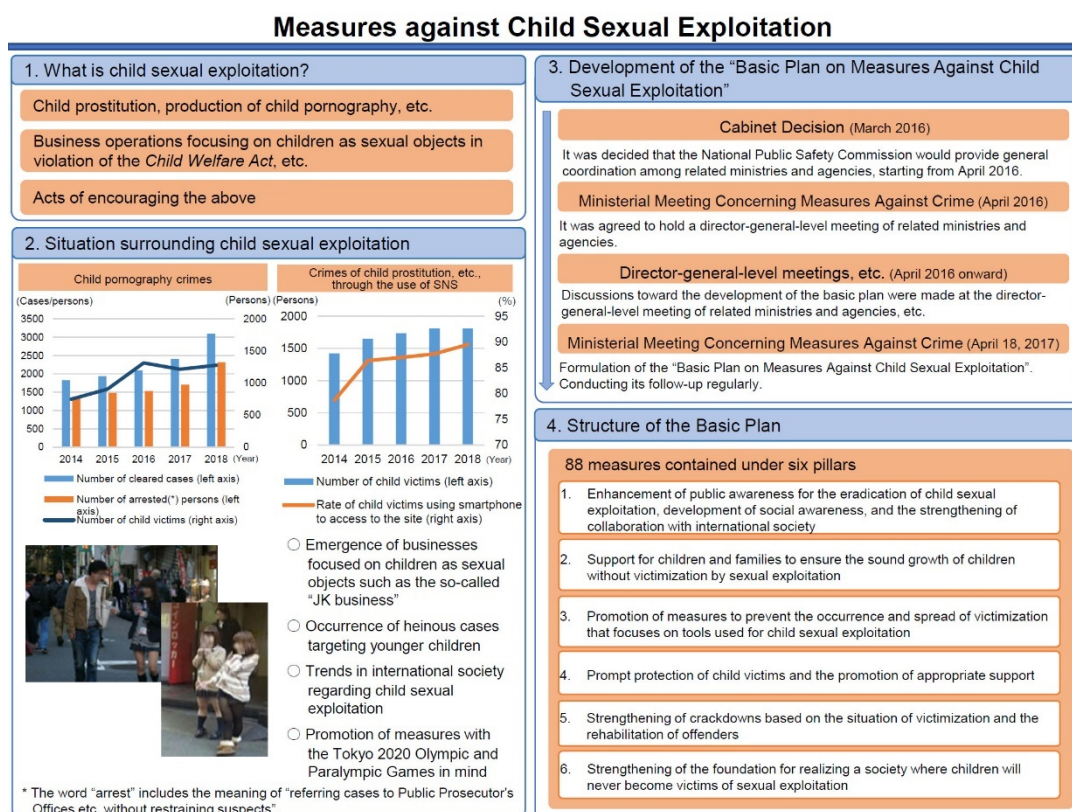 Measures against Child Sexual Exploitation
1. What is child sexual exploitation?
Child prostitution, production of child pornography, etc.
Business operations focusing on children as sexual objects in
violation of the Child Welfare Act, etc.
Acts of encouraging the above
2. Situation surrounding child sexual exploitation
Child pornography crimes
(Cases/persons)
(Persons)
3500
3000
2500
2000
1500
1000
500
0
2000
1500
1000
500
0
2014 2015 2016 2017 2018 (Year)
Number of cleared cases (left axis)
Number of arrested(*) persons (left
axis)
Number of child victims (right axis)
Crimes of child prostitution, etc.,
through the use of SNS
(Persons)
(%)
2000
1500
1000
500
0
95
90
85
80
75
70
2014 2015 2016 2017 2018 (Year)
Number of child victims (left axis)
Rate of child victims using smartphone
to access to the site (right axis)
○ Emergence of businesses
focused on children as sexual
objects such as the so-called
“JK business”
○ Occurrence of heinous cases
targeting younger children
○ Trends in international society
regarding child sexual
exploitation
○ Promotion of measures with
the Tokyo 2020 Olympic and
Paralympic Games in mind
インロッカー
* The word “arrest” includes the meaning of “referring cases to Public Prosecutor's
Offices etc. without restraining suspects”
3. Development of the “Basic Plan on Measures Against Child
Sexual Exploitation”
Cabinet Decision (March 2016)
It was decided that the National Public Safety Commission would provide general
coordination among related ministries and agencies, starting from April 2016.
Ministerial Meeting Concerning Measures Against Crime (April 2016)
It was agreed to hold a director-general-level meeting of related ministries and
agencies.
Director-general-level meetings, etc. (April 2016 onward)
Discussions toward the development of the basic plan were made at the director-
general-level meeting of related ministries and agencies, etc.
Ministerial Meeting Concerning Measures Against Crime (April 18, 2017)
Formulation of the “Basic Plan on Measures Against Child Sexual Exploitation”.
Conducting its follow-up regularly.
4. Structure of the Basic Plan
88 measures contained under six pillars
1. Enhancement of public awareness for the eradication of child sexual
exploitation, development of social awareness, and the strengthening of
collaboration with international society
2. Support for children and families to ensure the sound growth of children
without victimization by sexual exploitation
3. Promotion of measures to prevent the occurrence and spread of victimization
that focuses on tools used for child sexual exploitation
4. Prompt protection of child victims and the promotion of appropriate support
5. Strengthening of crackdowns based on the situation of victimization and the
rehabilitation of offenders
6. Strengthening of the foundation for realizing a society where children will
never become victims of sexual exploitation